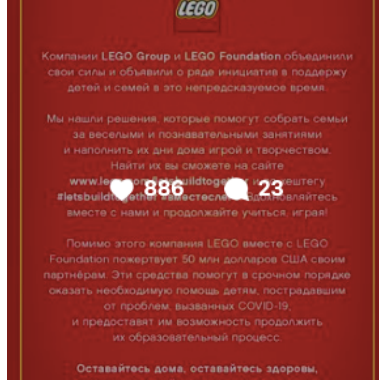 LEGO
Компании LEGO Group и LEGO Foundation объединили
свои силы и объявили о ряде инициатив в поддержку
детей и семей в это непредсказуемое время.
Мы нашли решения, которые помогут собрать семьи
за веселыми и познавательными занятиями
и наполнить их дни дома игрой и творчеством.
Найти их вы сможете на сайте
хештегу
886 23
вместе с нами и продолжайте учиться, играя!
Помимо этого компания LEGO вместе с LEGO
Foundation пожертвует 50 млн долларов США своим
партнёрам. Эти средства помогут в срочном порядке
оказать необходимую помощь детям, пострадавшим
от проблем, вызванных COVID-19,
и предоставят им возможность продолжить
их образовательный процесс.
Оставайтесь дома, оставайтесь здоровы,